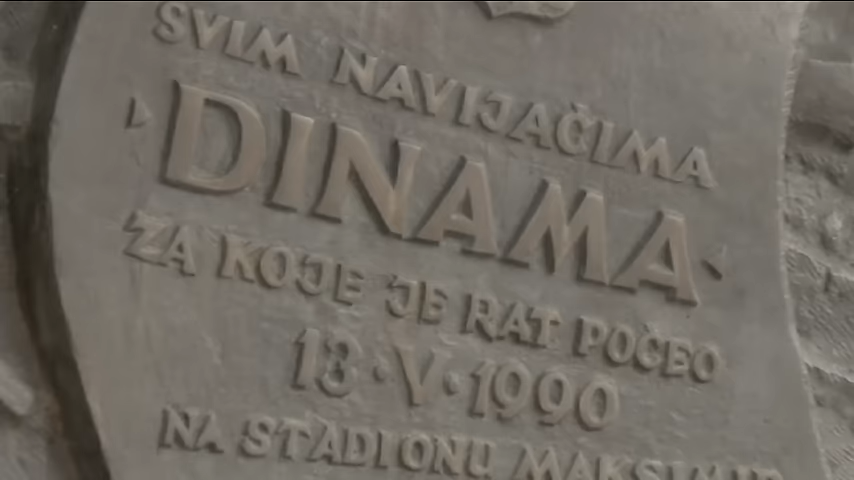 SVIM NAVIJAČIMA
DINAMA
ZA KOJE JE RAT POČEO
13·V·1990
NA STADIONU MAKSIMIR